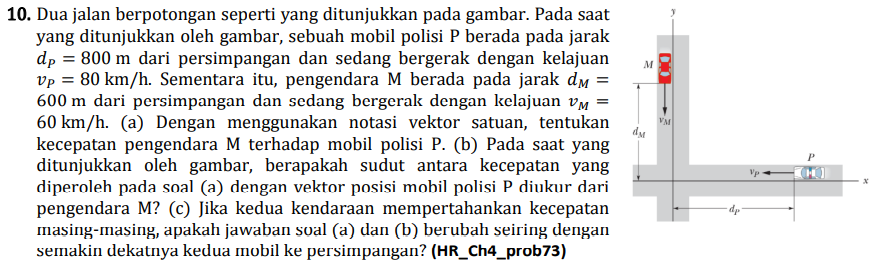 10. Dua jalan berpotongan seperti yang ditunjukkan pada gambar. Pada saat
yang ditunjukkan oleh gambar, sebuah mobil polisi P berada pada jarak
d_P = 800 m dari persimpangan dan sedang bergerak dengan kelajuan
v_P = 80 km/h. Sementara itu, pengendara M berada pada jarak d_M =
600 m dari persimpangan dan sedang bergerak dengan kelajuan v_M =
60 km/h. (a) Dengan menggunakan notasi vektor satuan, tentukan
kecepatan pengendara M terhadap mobil polisi P. (b) Pada saat yang
ditunjukkan oleh gambar, berapakah sudut antara kecepatan yang
diperoleh pada soal (a) dengan vektor posisi mobil polisi P diukur dari
pengendara M? (c) Jika kedua kendaraan mempertahankan kecepatan
masing-masing, apakah jawaban soal (a) dan (b) berubah seiring dengan
semakin dekatnya kedua mobil ke persimpangan? (HR_Ch4_prob73)
y
M
v_M
d_M
P
v_P
x
d_P